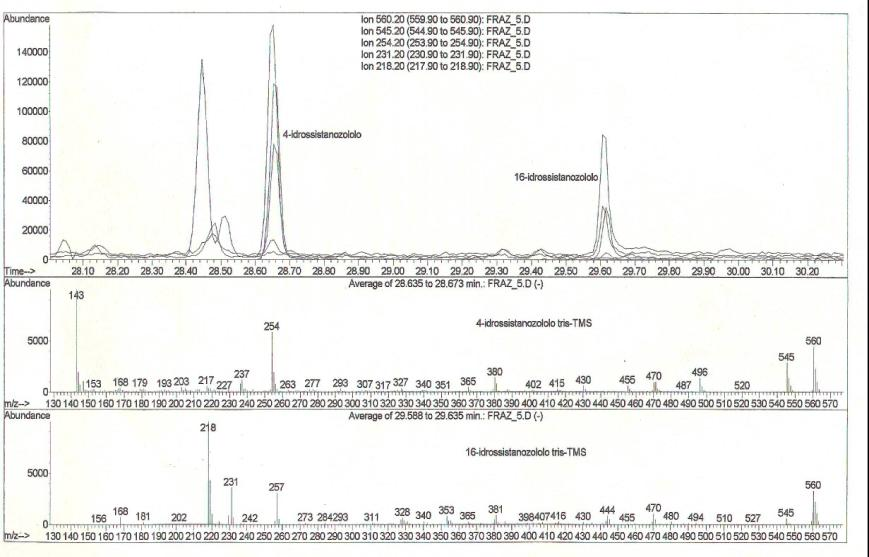 Abundance
Ion 560.20 (559.90 to 560.90): FRAZ_5.D
Ion 545.20 (544.90 to 545.90): FRAZ_5.D
Ion 254.20 (253.90 to 254.90): FRAZ_5.D
Ion 231.20 (230.90 to 231.90): FRAZ_5.D
Ion 218.20 (217.90 to 218.90): FRAZ_5.D
140000
120000
100000
80000
60000
40000
20000
0
4-idrossistanozololo
16-idrossistanozololo
Time--> 28.10 28.20 28.30 28.40 28.50 28.60 28.70 28.80 28.90 29.00 29.10 29.20 29.30 29.40 29.50 29.60 29.70 29.80 29.90 30.00 30.10 30.20
Abundance Average of 28.635 to 28.673 min.: FRAZ_5.D (-)
143
4-idrossistanozololo tris-TMS
254
560
5000
545
237 380 496
153 168 179 193 203 217 227 263 277 293 307 317 327 340 351 365 402 415 430 455 470 487 520
0
m/z--> 130 140 150 160 170 180 190 200 210 220 230 240 250 260 270 280 290 300 310 320 330 340 350 360 370 380 390 400 410 420 430 440 450 460 470 480 490 500 510 520 530 540 550 560 570
Abundance Average of 29.588 to 29.635 min.: FRAZ_5.D (-)
218
16-idrossistanozololo tris-TMS
5000
231 257 560
156 168 181 202 242 273 284 293 311 328 340 353 365 381 398 407 416 430 444 455 470 480 494 510 527 545
0
m/z--> 130 140 150 160 170 180 190 200 210 220 230 240 250 260 270 280 290 300 310 320 330 340 350 360 370 380 390 400 410 420 430 440 450 460 470 480 490 500 510 520 530 540 550 560 570